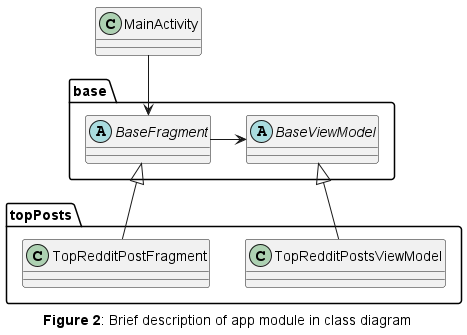 C MainActivity
base
A BaseFragment
A BaseViewModel
topPosts
C TopRedditPostFragment
C TopRedditPostsViewModel
Figure 2: Brief description of app module in class diagram